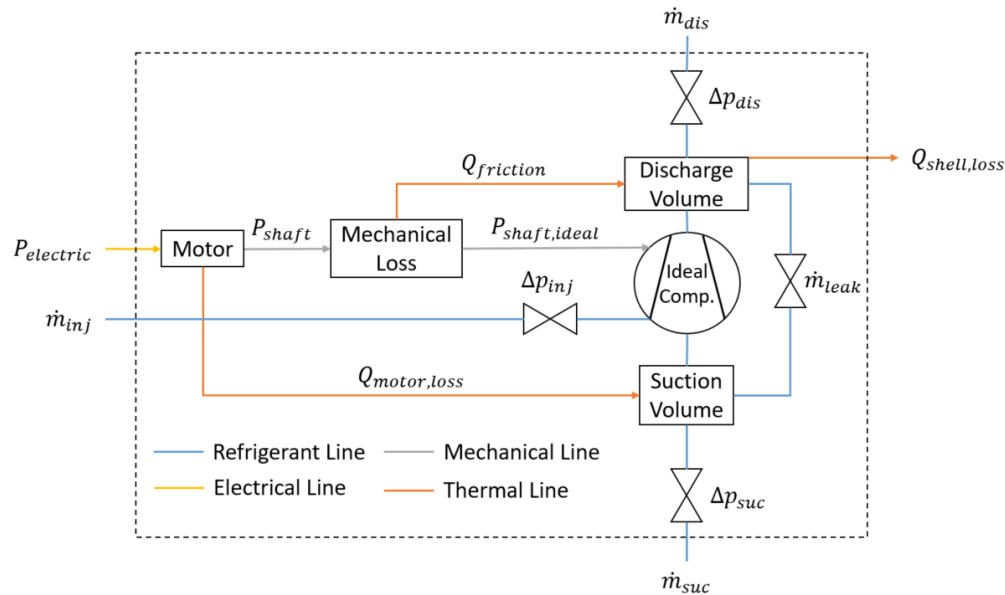 ṁ_dis
Δp_dis
Q_friction
Discharge
Volume
Q_shell,loss
P_electric
Motor
P_shaft
Mechanical
Loss
P_shaft,ideal
Ideal
Comp.
ṁ_leak
Δp_inj
ṁ_inj
Q_motor,loss
Suction
Volume
Refrigerant Line
Mechanical Line
Electrical Line
Thermal Line
Δp_suc
ṁ_suc